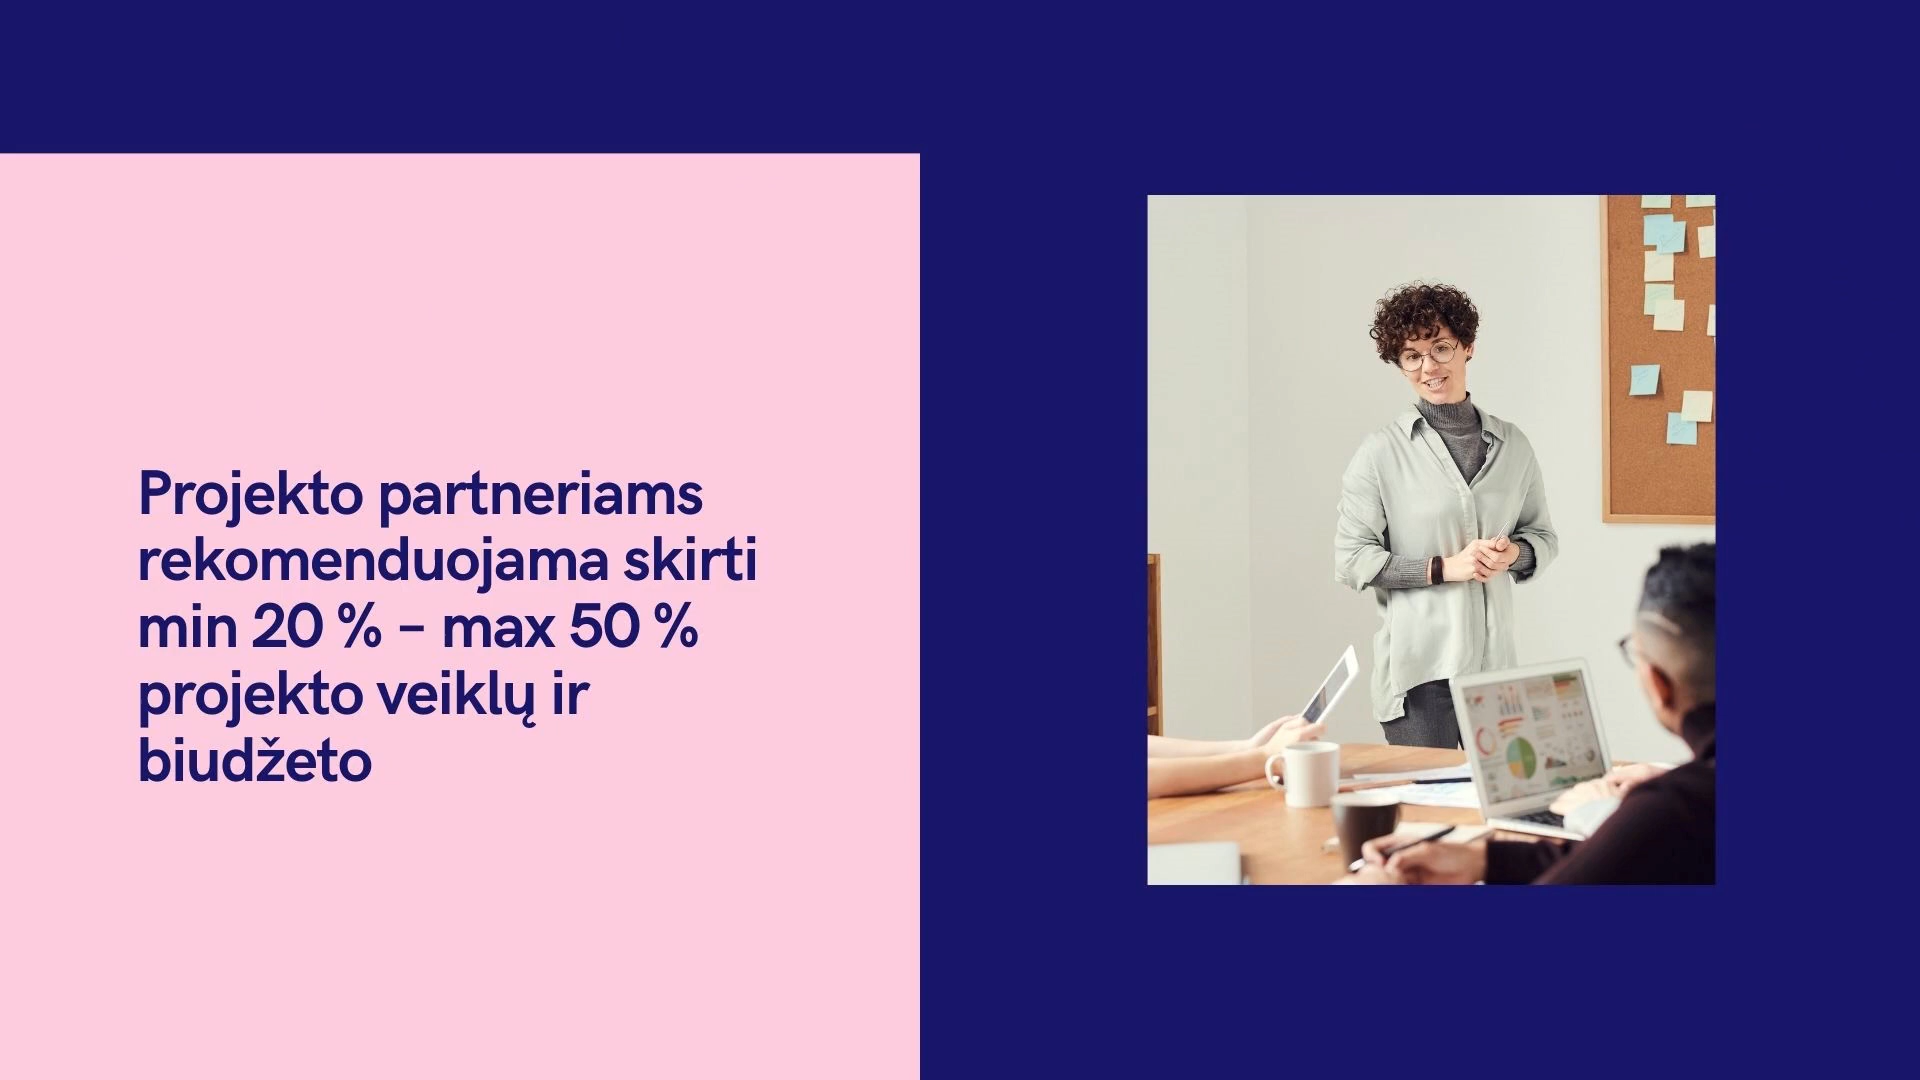 Projekto partneriams
rekomenduojama skirti
min 20 % – max 50 %
projekto veiklų ir
biudžeto